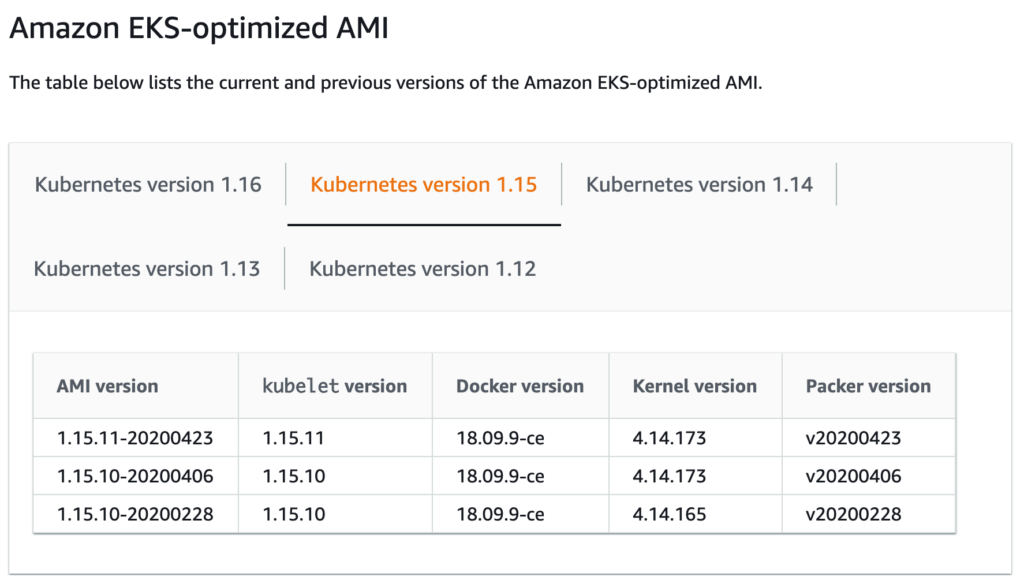 Amazon EKS-optimized AMI
The table below lists the current and previous versions of the Amazon EKS-optimized AMI.
Kubernetes version 1.16 Kubernetes version 1.15 Kubernetes version 1.14
Kubernetes version 1.13 Kubernetes version 1.12
AMI version kubelet version Docker version Kernel version Packer version
1.15.11-20200423 1.15.11 18.09.9-ce 4.14.173 v20200423
1.15.10-20200406 1.15.10 18.09.9-ce 4.14.173 v20200406
1.15.10-20200228 1.15.10 18.09.9-ce 4.14.165 v20200228